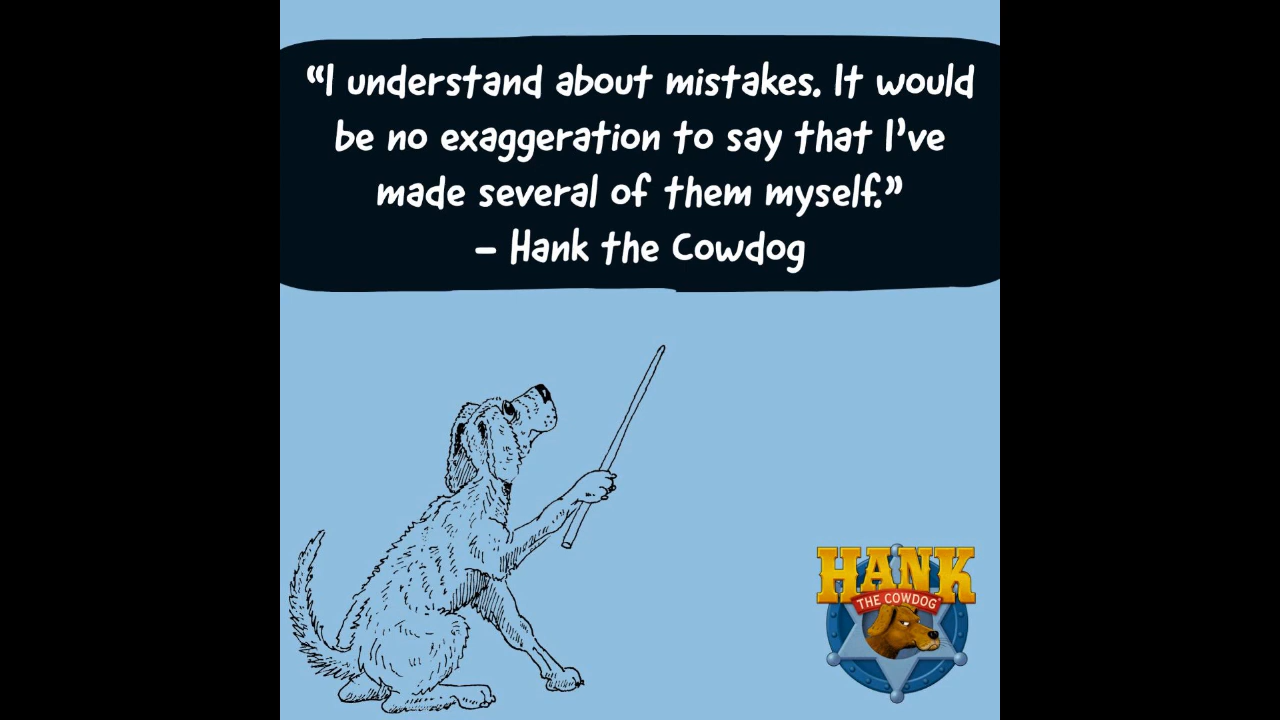 “I understand about mistakes. It would
be no exaggeration to say that I’ve
made several of them myself.”
– Hank the Cowdog
HANK
THE COWDOG